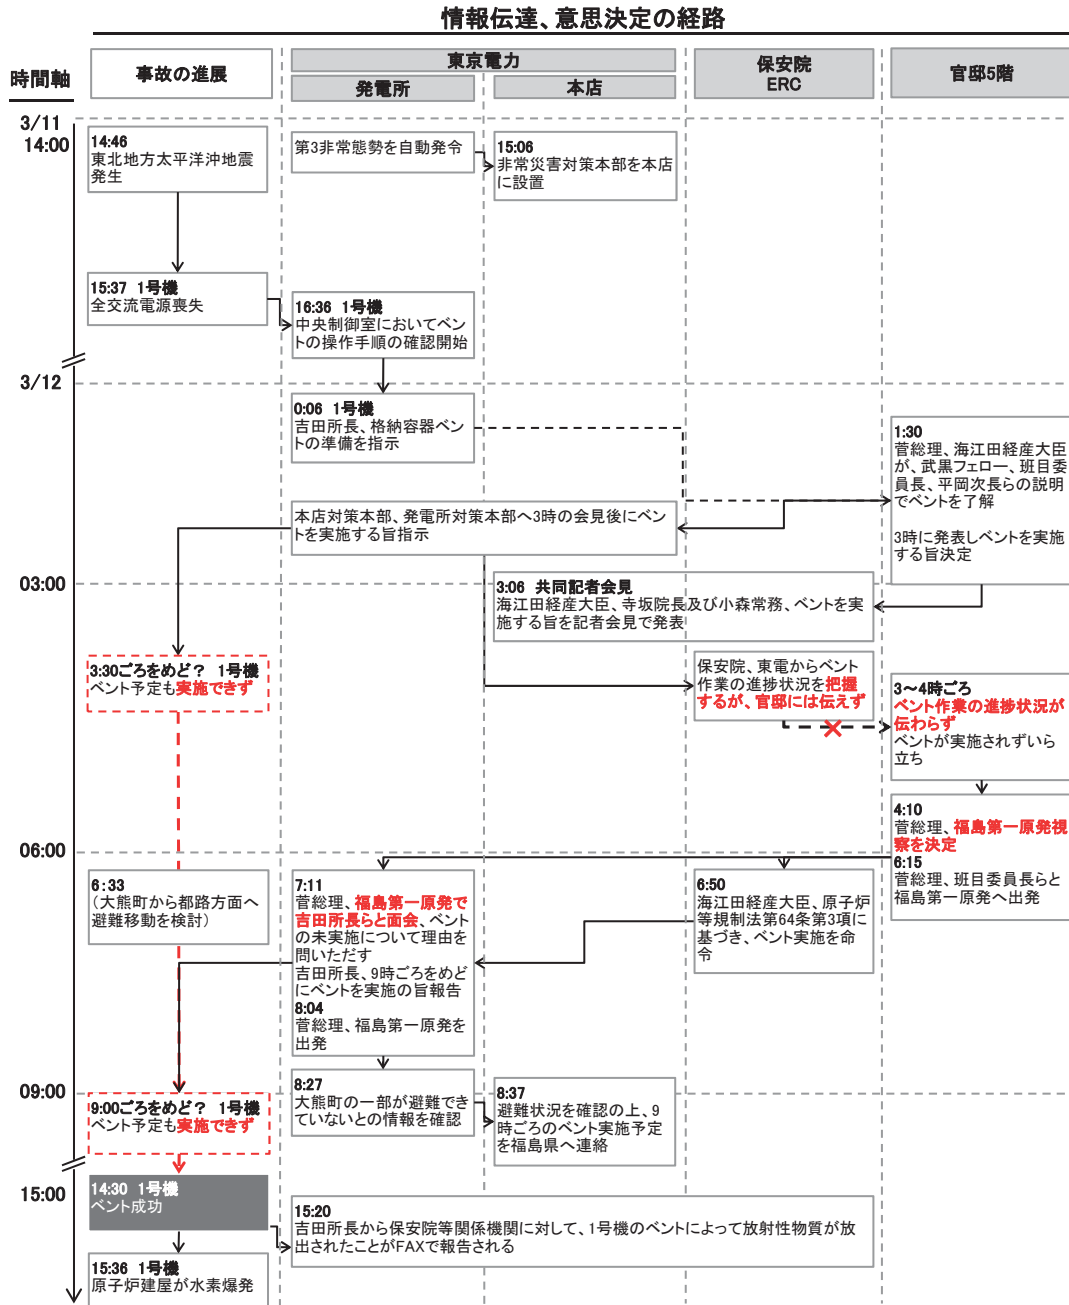 情報伝達、意思決定の経路
時間軸
事故の進展
東京電力
発電所
本店
保安院
ERC
官邸5階
3/11
14:00
14:46
東北地方太平洋沖地震
発生
第3非常態勢を自動発令
15:06
非常災害対策本部を本店
に設置
15:37 1号機
全交流電源喪失
16:36 1号機
中央制御室においてベン
トの操作手順の確認開始
3/12
0:06 1号機
吉田所長、格納容器ベン
トの準備を指示
1:30
菅総理、海江田経産大臣
が、武黒フェロー、班目委
員長、平岡次長らの説明
でベントを了解
3時に発表しベントを実施
する旨決定
本店対策本部、発電所対策本部へ3時の会見後にベン
トを実施する旨指示
03:00
3:06 共同記者会見
海江田経産大臣、寺坂院長及び小森常務、ベントを実
施する旨を記者会見で発表
3:30ごろをめど? 1号機
ベント予定も実施できず
保安院、東電からベント
作業の進捗状況を把握
するが、官邸には伝えず
3~4時ごろ
ベント作業の進捗状況が
伝わらず
ベントが実施されずいら
立ち
4:10
菅総理、福島第一原発視
察を決定
6:15
菅総理、班目委員長らと
福島第一原発へ出発
06:00
6:33
(大熊町から都路方面へ
避難移動を検討)
7:11
菅総理、福島第一原発で
吉田所長らと面会、ベント
の未実施について理由を
問いただす
吉田所長、9時ごろをめど
にベントを実施の旨報告
8:04
菅総理、福島第一原発を
出発
6:50
海江田経産大臣、原子炉
等規制法第64条第3項に
基づき、ベント実施を命
令
09:00
9:00ごろをめど? 1号機
ベント予定も実施できず
8:27
大熊町の一部が避難でき
ていないとの情報を確認
8:37
避難状況を確認の上、9
時ごろのベント実施予定
を福島県へ連絡
15:00
14:30 1号機
ベント成功
15:20
吉田所長から保安院等関係機関に対して、1号機のベントによって放射性物質が放
出されたことがFAXで報告される
15:36 1号機
原子炉建屋が水素爆発